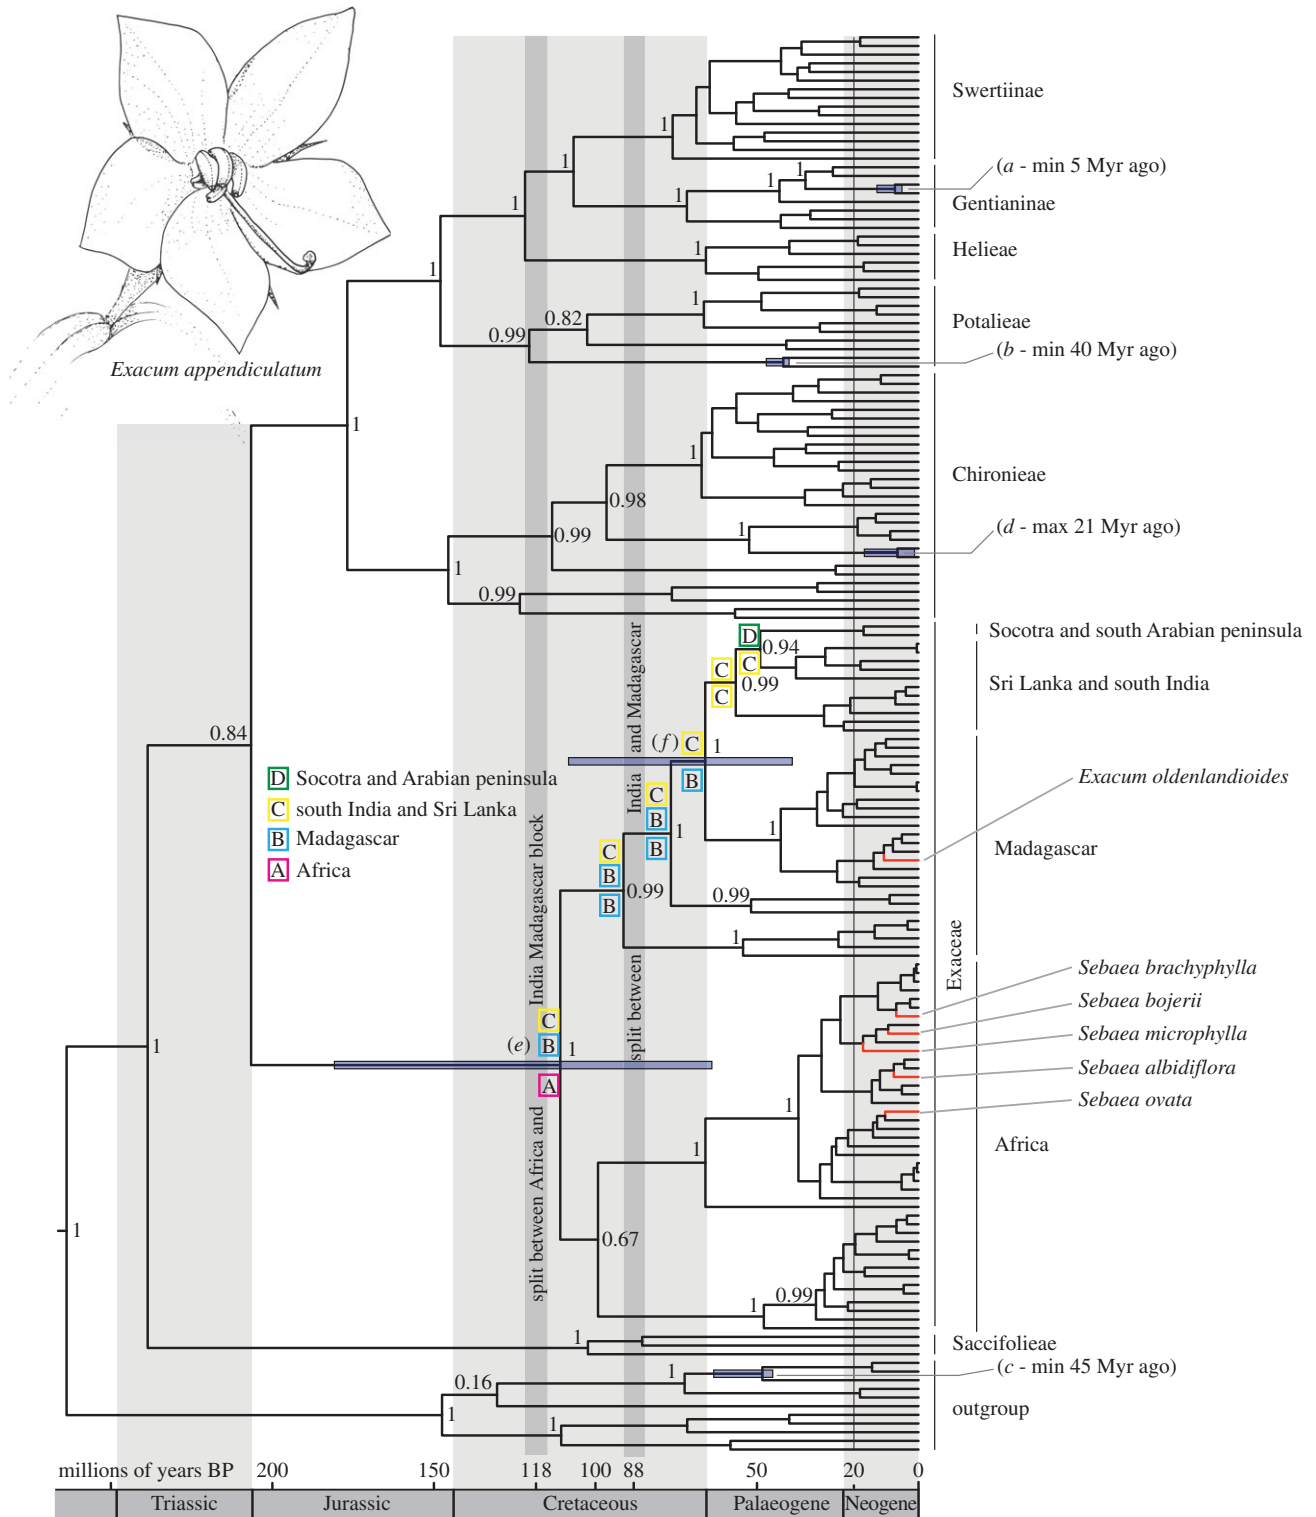 Swertiinae
1
1
(a - min 5 Myr ago)
1
1
1
1
Gentianinae
Helieae
1
1
1
Potalieae
0.82
0.99
(b - min 40 Myr ago)
Exacum appendiculatum
1
1
Chironieae
0.98
(d - max 21 Myr ago)
1
0.99
1
0.99
Socotra and south Arabian peninsula
D
0.94
C
C
0.99
C
Sri Lanka and south India
0.84
(f)
C
1
B
D Socotra and Arabian peninsula
C south India and Sri Lanka
B Madagascar
A Africa
Exacum oldenlandioides
C
B
1
B
1
Madagascar
C
B
0.99
B
0.99
1
split between India and Madagascar
split between Africa and India Madagascar block
Exaceae
Sebaea brachyphylla
Sebaea bojerii
Sebaea microphylla
Sebaea albidiflora
Sebaea ovata
C
(e)
B
1
A
1
1
1
Africa
1
0.67
0.99
1
1
Saccifolieae
(c - min 45 Myr ago)
1
0.16
1
1
outgroup
millions of years BP 200 150 118 100 88 50 20 0
Triassic Jurassic Cretaceous Palaeogene Neogene